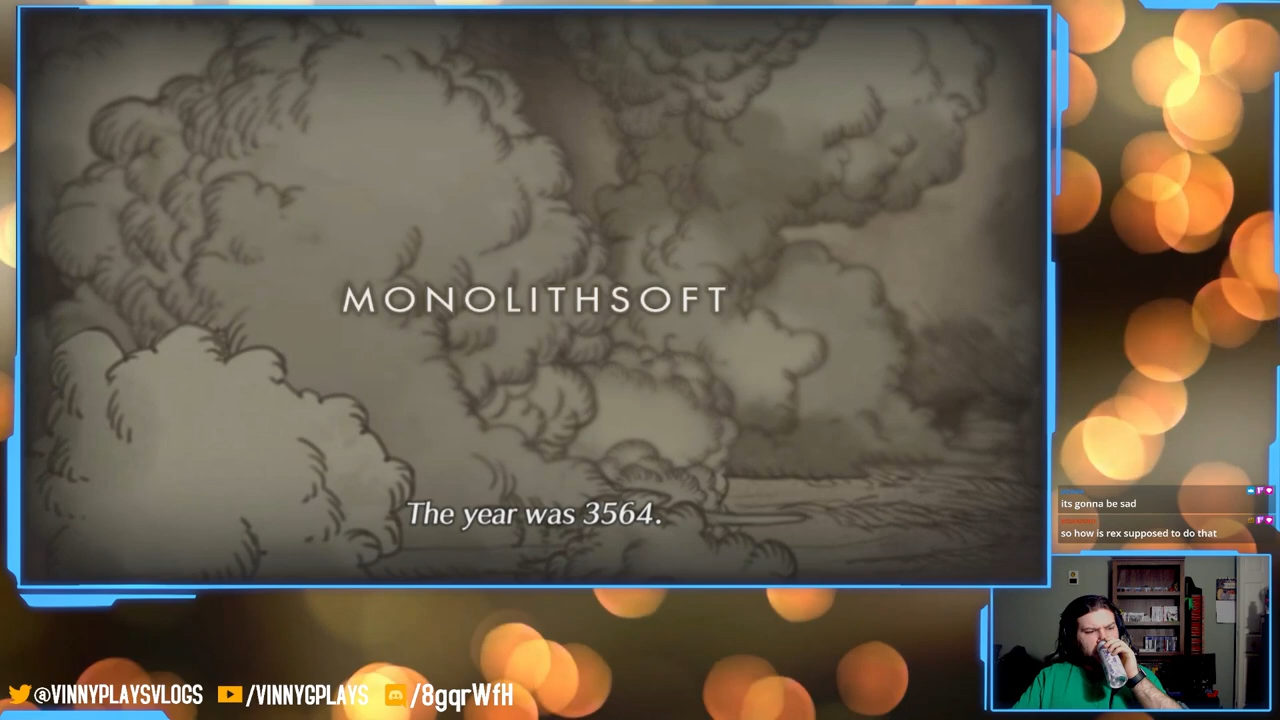 MONOLITHSOFT
The year was 3564.
its gonna be sad
so how is rex supposed to do that
@VINNYPLAYSVLOGS /VINNYGPLAYS /8gqrWfH